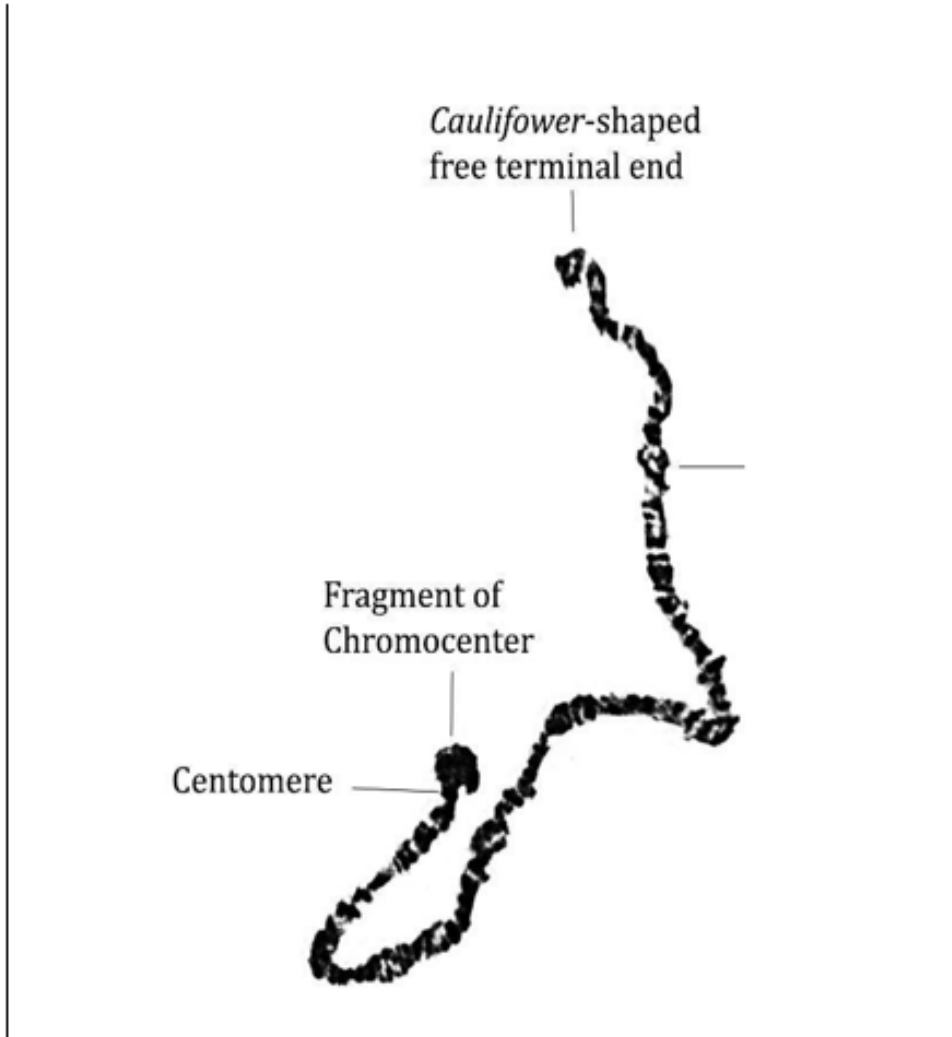 Caulifower-shaped
free terminal end
Fragment of
Chromocenter
Centomere